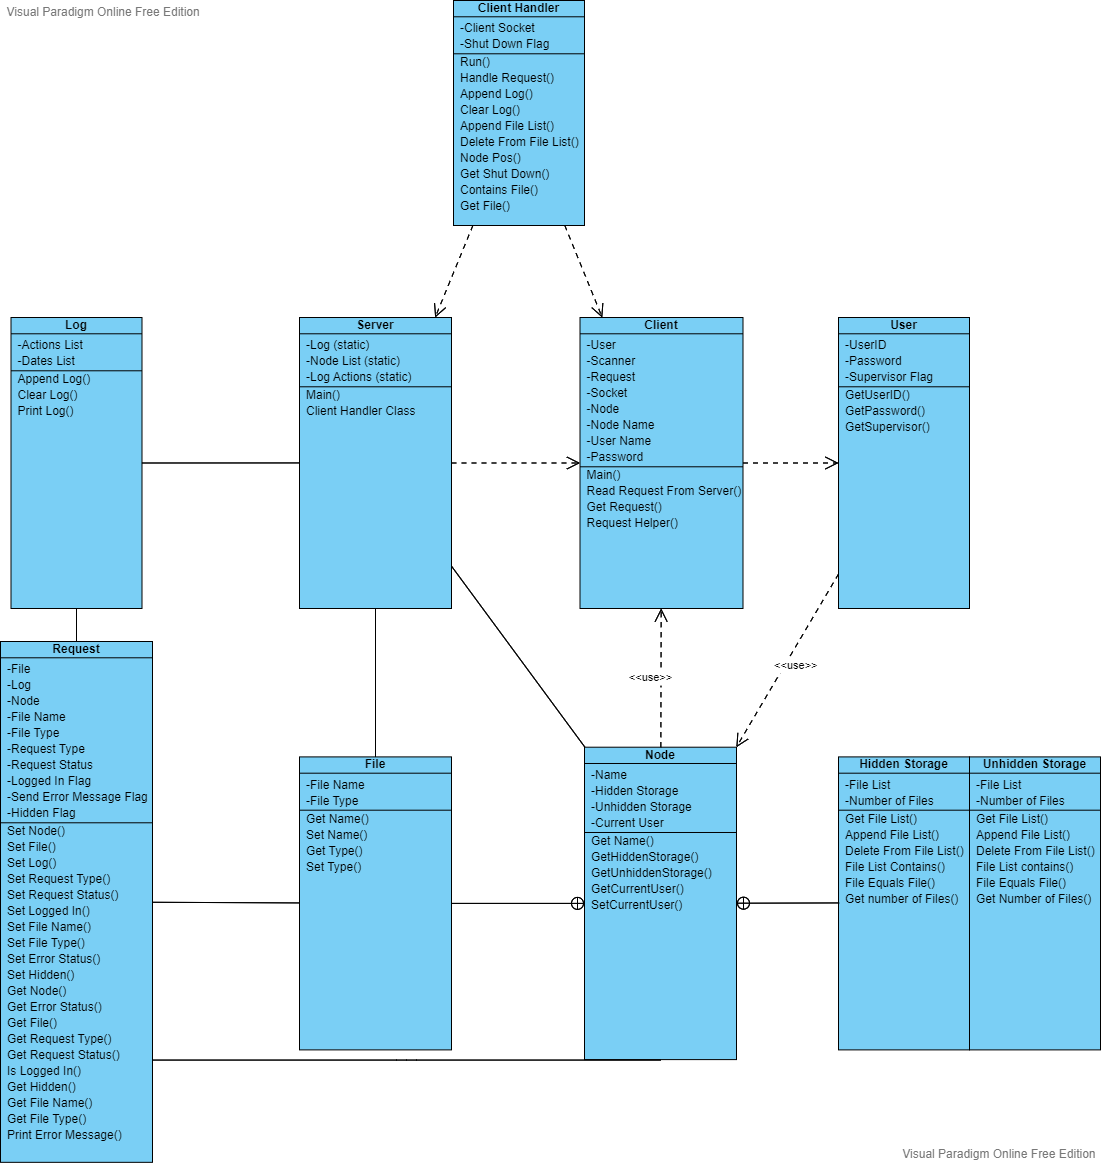 Visual Paradigm Online Free Edition
Client Handler
-Client Socket
-Shut Down Flag
Run()
Handle Request()
Append Log()
Clear Log()
Append File List()
Delete From File List()
Node Pos()
Get Shut Down()
Contains File()
Get File()
Log
-Actions List
-Dates List
Append Log()
Clear Log()
Print Log()
Server
-Log (static)
-Node List (static)
-Log Actions (static)
Main()
Client Handler Class
Client
-User
-Scanner
-Request
-Socket
-Node
-Node Name
-User Name
-Password
Main()
Read Request From Server()
Get Request()
Request Helper()
User
-UserID
-Password
-Supervisor Flag
GetUserID()
GetPassword()
GetSupervisor()
<<use>>
<<use>>
Request
-File
-Log
-Node
-File Name
-File Type
-Request Type
-Request Status
-Logged In Flag
-Send Error Message Flag
-Hidden Flag
Set Node()
Set File()
Set Log()
Set Request Type()
Set Request Status()
Set Logged In()
Set File Name()
Set File Type()
Set Error Status()
Set Hidden()
Get Node()
Get Error Status()
Get File()
Get Request Type()
Get Request Status()
Is Logged In()
Get Hidden()
Get File Name()
Get File Type()
Print Error Message()
File
-File Name
-File Type
Get Name()
Set Name()
Get Type()
Set Type()
Node
-Name
-Hidden Storage
-Unhidden Storage
-Current User
Get Name()
GetHiddenStorage()
GetUnhiddenStorage()
GetCurrentUser()
SetCurrentUser()
Hidden Storage
-File List
-Number of Files
Get File List()
Append File List()
Delete From File List()
File List Contains()
File Equals File()
Get number of Files()
Unhidden Storage
-File List
-Number of Files
Get File List()
Append File List()
Delete From File List()
File List contains()
File Equals File()
Get Number of Files()
Visual Paradigm Online Free Edition